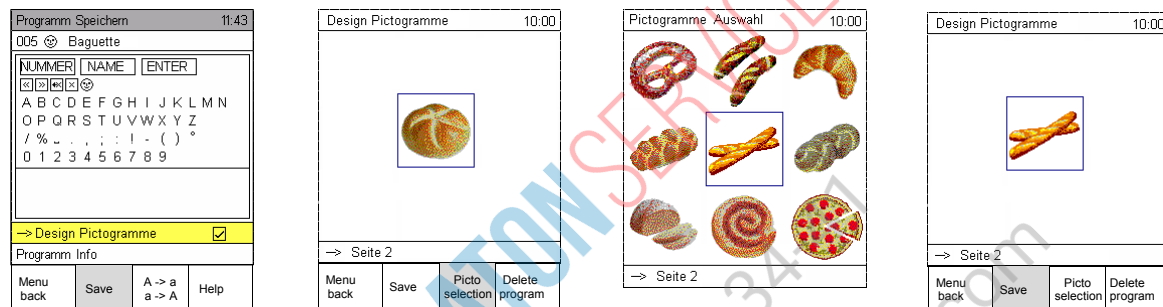 Programm Speichern 11:43
005 Baguette
NUMMER NAME ENTER
« » x
A B C D E F G H I J K L M N
O P Q R S T U V W X Y Z
/ % . , ; : ! - ( ) °
0 1 2 3 4 5 6 7 8 9
-> Design Pictogramme
Programm Info
Menu back
Save
A -> a
a -> A
Help
Design Pictogramme 10:00
-> Seite 2
Menu back
Save
Picto selection
Delete program
Pictogramme Auswahl 10:00
-> Seite 2
Design Pictogramme 10:00
-> Seite 2
Menu back
Save
Picto selection
Delete program
ATONSERVICE
34-
com